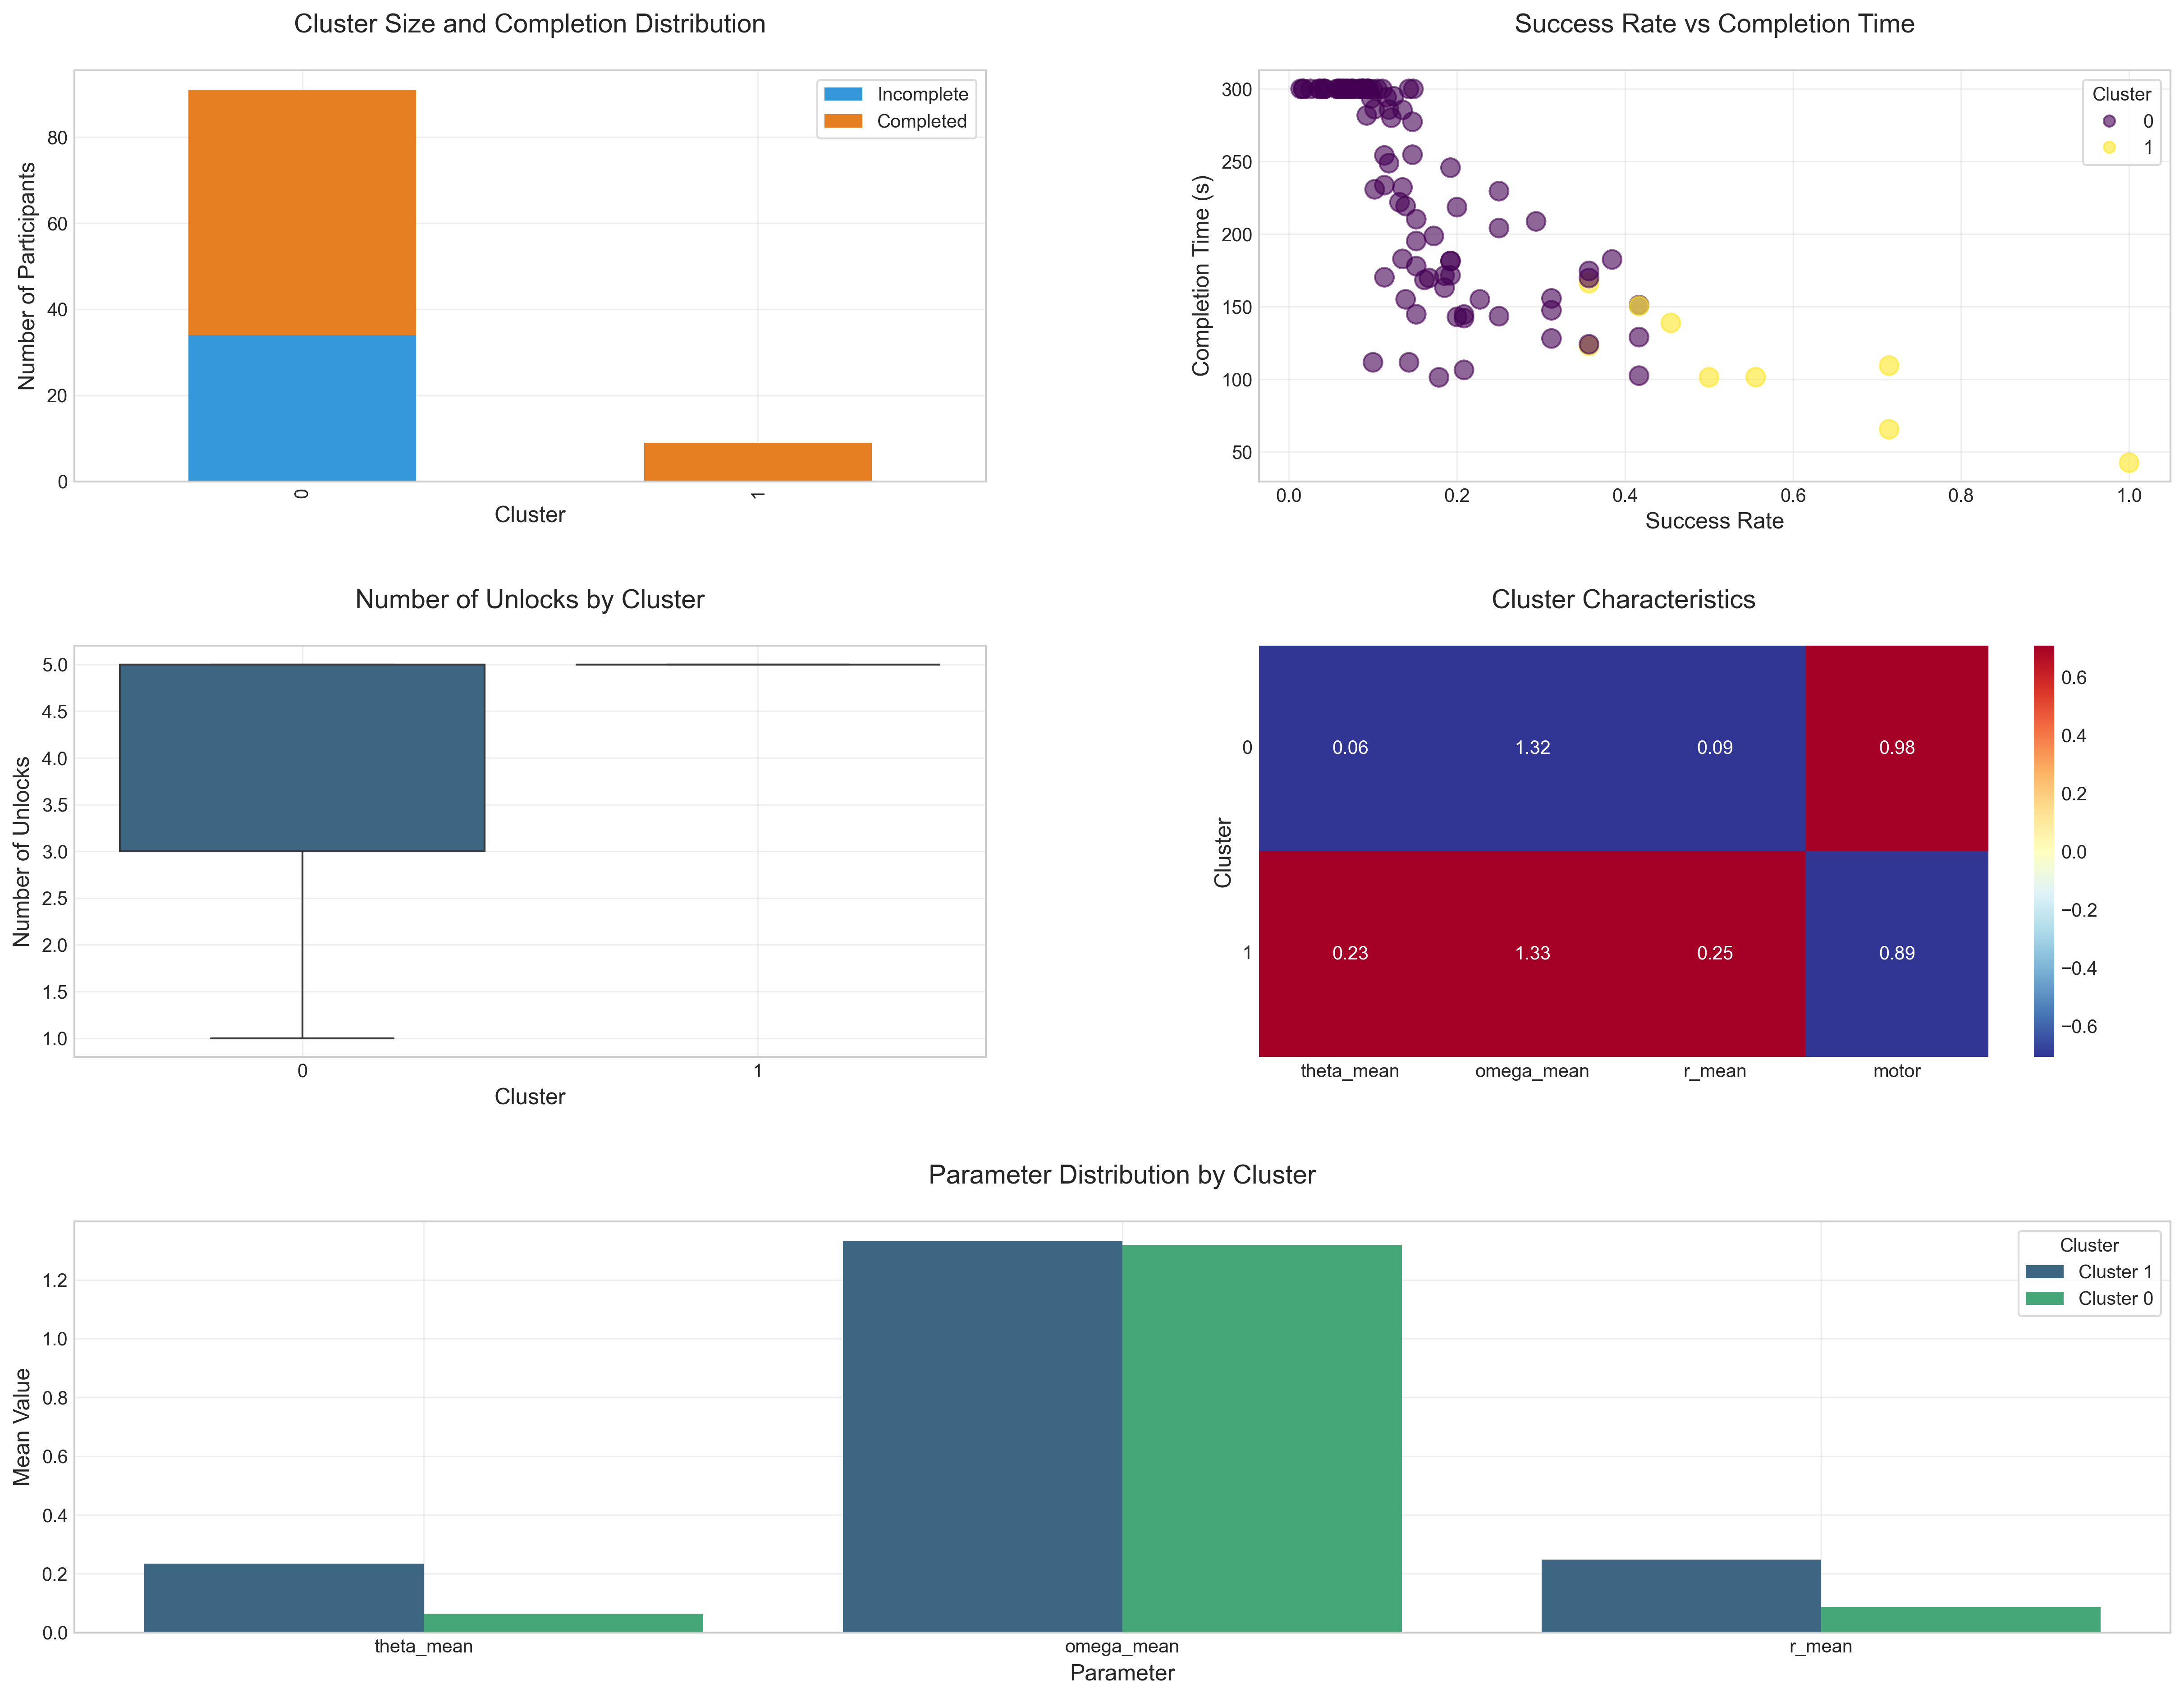 Cluster Size and Completion Distribution
Incomplete
Completed
80
60
40
20
0
Number of Participants
0
1
Cluster
Success Rate vs Completion Time
Cluster
0
1
300
250
200
150
100
50
Completion Time (s)
0.0 0.2 0.4 0.6 0.8 1.0
Success Rate
Number of Unlocks by Cluster
5.0
4.5
4.0
3.5
3.0
2.5
2.0
1.5
1.0
Number of Unlocks
0 1
Cluster
Cluster Characteristics
0 0.06 1.32 0.09 0.98
1 0.23 1.33 0.25 0.89
Cluster
theta_mean omega_mean r_mean motor
0.6
0.4
0.2
0.0
−0.2
−0.4
−0.6
Parameter Distribution by Cluster
Cluster
Cluster 1
Cluster 0
1.2
1.0
0.8
0.6
0.4
0.2
0.0
Mean Value
theta_mean omega_mean r_mean
Parameter